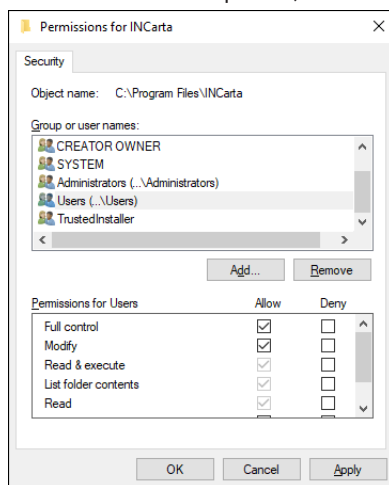 Permissions for INCarta
Security
Object name: C:\Program Files\INCarta
Group or user names:
CREATOR OWNER
SYSTEM
Administrators (...\Administrators)
Users (...\Users)
TrustedInstaller
Add... Remove
Permissions for Users Allow Deny
Full control
Modify
Read & execute
List folder contents
Read
OK Cancel Apply